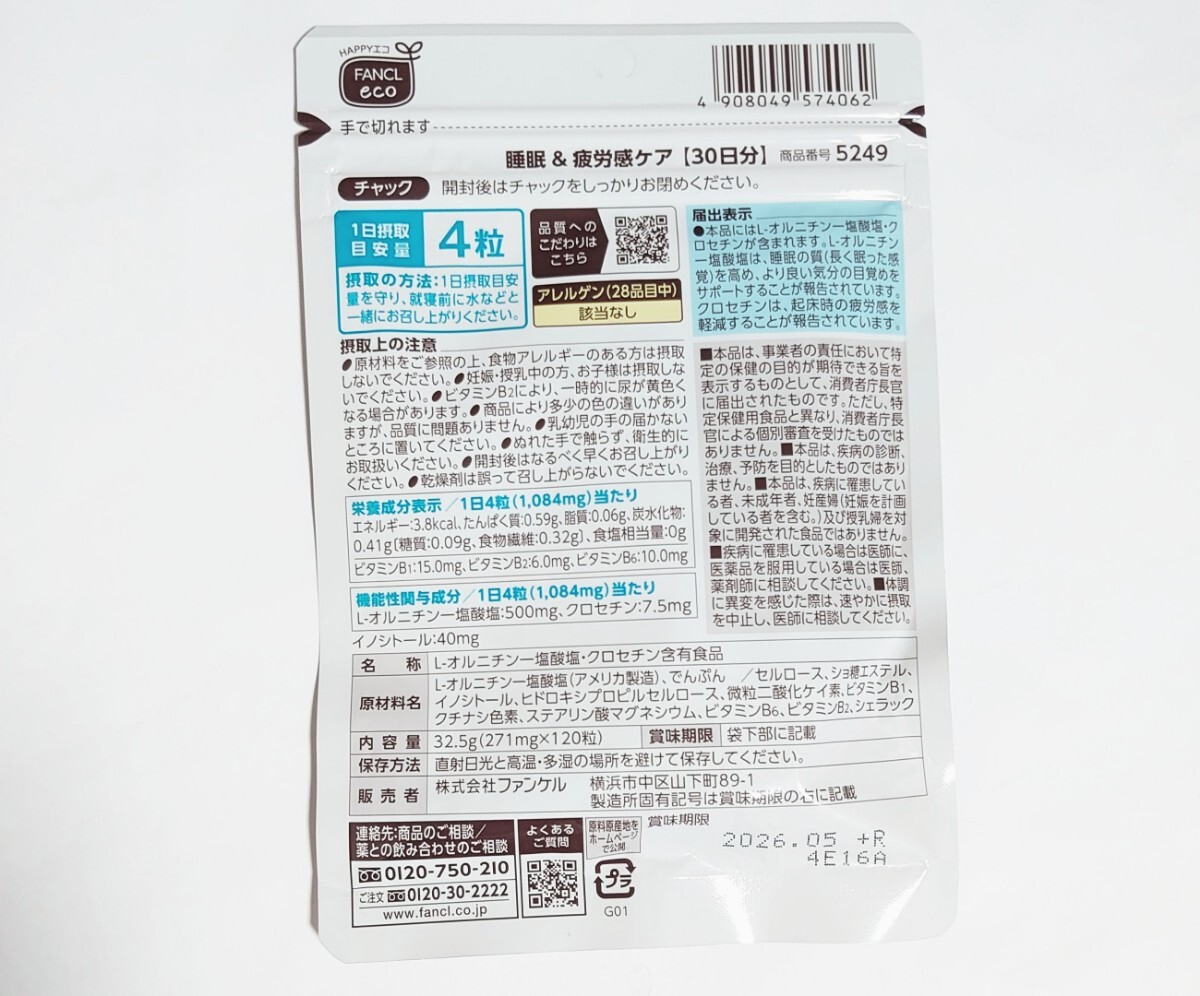 HAPPYエコ
FANCL
eco
4 908049 574062
手で切れます
睡眠 & 疲労感ケア【30日分】 商品番号 5249
チャック 開封後はチャックをしっかりお閉めください。
1日摂取
目安量
4粒
摂取の方法:1日摂取目安
量を守り、就寝前に水などと
一緒にお召し上がりください。
品質への
こだわりは
こちら
アレルゲン(28品目中)
該当なし
届出表示
●本品にはL-オルニチン一塩酸塩・ク
ロセチンが含まれます。L-オルニチン
一塩酸塩は、睡眠の質(長く眠った感
覚)を高め、より良い気分の目覚めを
サポートすることが報告されています。
クロセチンは、起床時の疲労感を
軽減することが報告されています。
摂取上の注意
●原材料をご参照の上、食物アレルギーのある方は摂取
しないでください。●妊娠・授乳中の方、お子様は摂取しな
いでください。●ビタミンB2により、一時的に尿が黄色く
なる場合があります。●商品により多少の色の違いがあり
ますが、品質に問題ありません。●乳幼児の手の届かない
ところに置いてください。●ぬれた手で触らず、衛生的に
お取扱いください。●開封後はなるべく早くお召し上がり
ください。●乾燥剤は誤って召し上がらないでください。
■本品は、事業者の責任において特
定の保健の目的が期待できる旨を
表示するものとして、消費者庁長官
に届出されたものです。ただし、特
定保健用食品と異なり、消費者庁長
官による個別審査を受けたものでは
ありません。■本品は、疾病の診断、
治療、予防を目的としたものではあり
ません。■本品は、疾病に罹患してい
る者、未成年者、妊産婦(妊娠を計画
している者を含む。)及び授乳婦を対
象に開発された食品ではありません。
■疾病に罹患している場合は医師に、
医薬品を服用している場合は医師、
薬剤師に相談してください。■体調
に異変を感じた際は、速やかに摂取
を中止し、医師に相談してください。
栄養成分表示/1日4粒(1,084mg)当たり
エネルギー:3.8kcal、たんぱく質:0.59g、脂質:0.06g、炭水化物:
0.41g[糖質:0.09g、食物繊維:0.32g]、食塩相当量:0g
ビタミンB1:15.0mg、ビタミンB2:6.0mg、ビタミンB6:10.0mg
機能性関与成分/1日4粒(1,084mg)当たり
L-オルニチン一塩酸塩:500mg、クロセチン:7.5mg
イノシトール:40mg
名称 L-オルニチン一塩酸塩・クロセチン含有食品
原材料名
L-オルニチン一塩酸塩(アメリカ製造)、でんぷん /セルロース、ショ糖エステル、
イノシトール、ヒドロキシプロピルセルロース、微粒二酸化ケイ素、ビタミンB1、
クチナシ色素、ステアリン酸マグネシウム、ビタミンB6、ビタミンB2、シェラック
内容量 32.5g(271mg×120粒) 賞味期限 袋下部に記載
保存方法 直射日光と高温・多湿の場所を避けて保存してください。
販売者 株式会社ファンケル 横浜市中区山下町89-1
製造所固有記号は賞味期限の右に記載
連絡先:商品のご相談/
薬との飲み合わせのご相談
0120-750-210
ご注文 0120-30-2222
www.fancl.co.jp
よくある
ご質問
原料原産地を
ホームページ
で公開
プラ
G01
賞味期限
2026.05 +R
4E16A